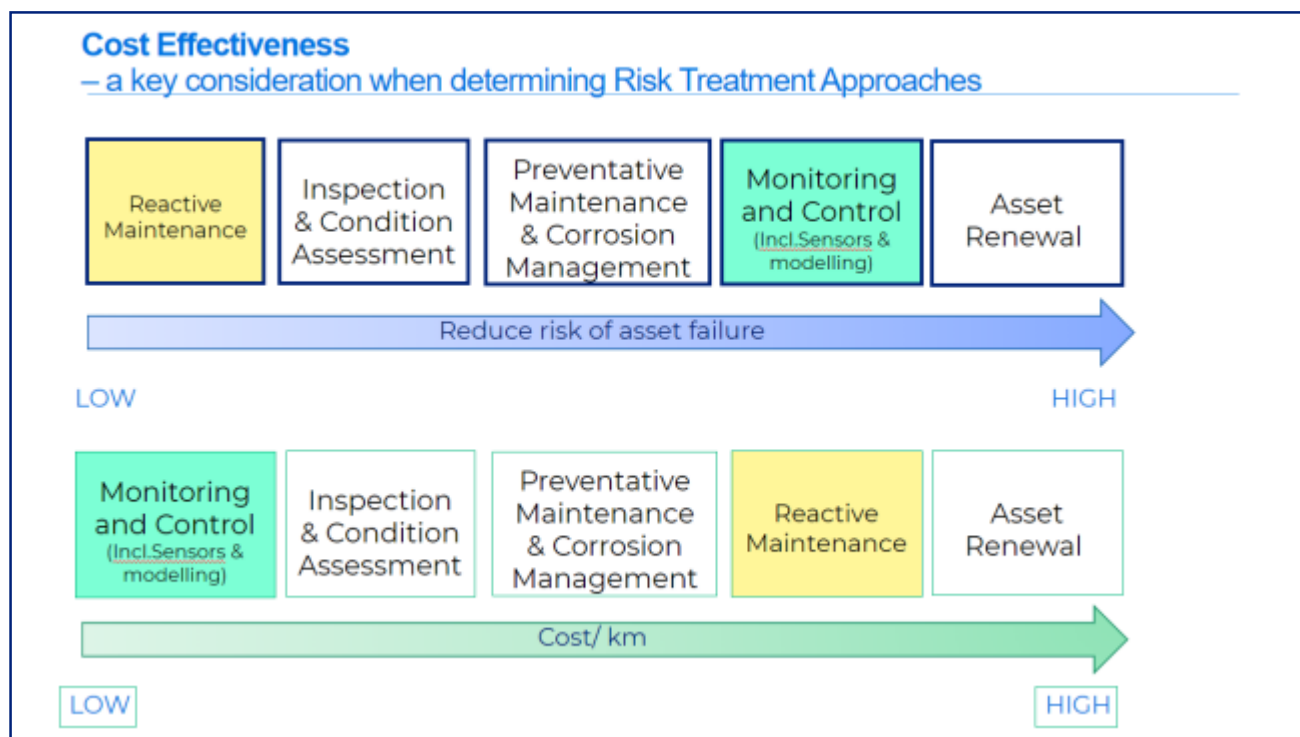 Cost Effectiveness
– a key consideration when determining Risk Treatment Approaches
Reactive
Maintenance
Inspection
& Condition
Assessment
Preventative
Maintenance
& Corrosion
Management
Monitoring
and Control
(Incl.Sensors &
modelling)
Asset
Renewal
Reduce risk of asset failure
LOW
HIGH
Monitoring
and Control
(Incl.Sensors &
modelling)
Inspection
& Condition
Assessment
Preventative
Maintenance
& Corrosion
Management
Reactive
Maintenance
Asset
Renewal
Cost/ km
LOW
HIGH